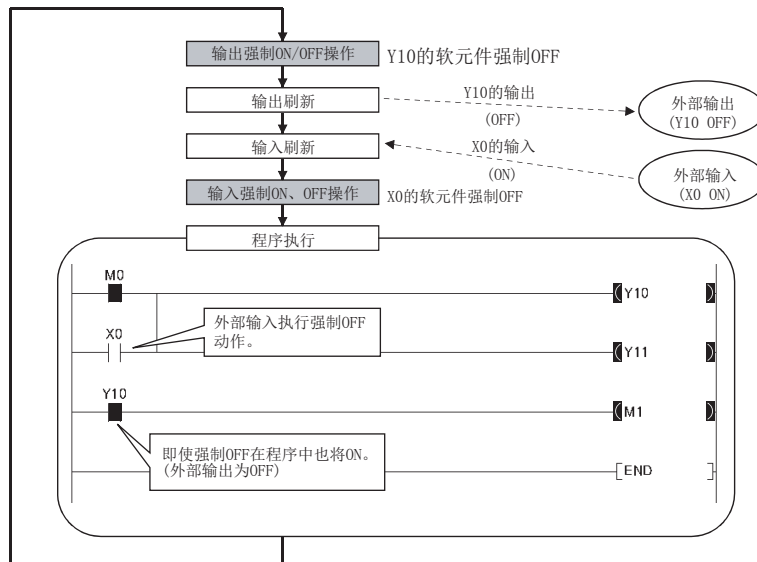 输出强制ON/OFF操作
Y10的软元件强制OFF
输出刷新
Y10的输出
(OFF)
外部输出
(Y10 OFF)
输入刷新
X0的输入
(ON)
外部输入
(X0 ON)
输入强制ON、OFF操作
X0的软元件强制OFF
程序执行
M0
Y10
X0
外部输入执行强制OFF
动作。
Y11
Y10
M1
即使强制OFF在程序中也将ON。
(外部输出为OFF)
END